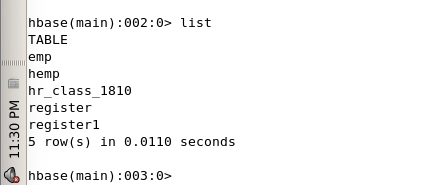 hbase(main):002:0> list
TABLE
emp
hemp
hr_class_1810
register
register1
5 row(s) in 0.0110 seconds
hbase(main):003:0>
11:30 PM